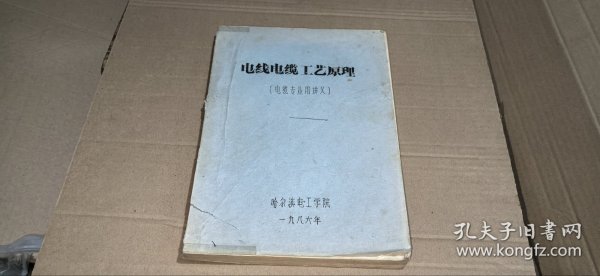 电线电缆工艺原理
(电缆专业用讲义)
哈尔滨电工学院
一九八六年
孔夫子旧书网
www.kongfz.com